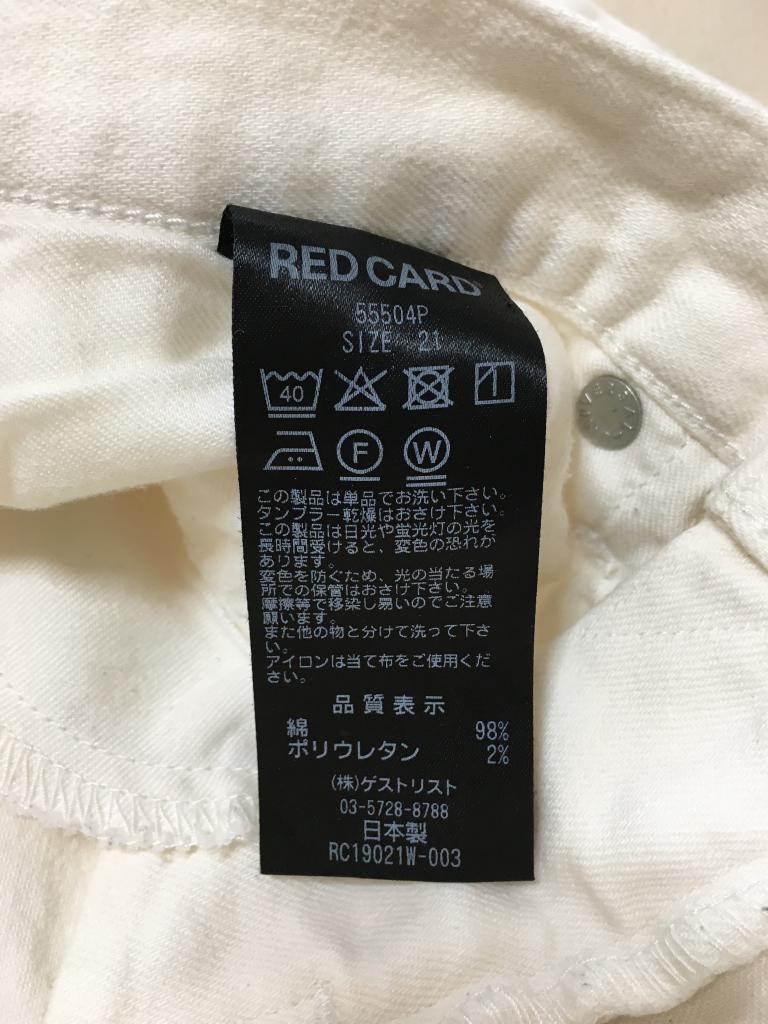 RED CARD
55504P
SIZE 21
40
F
W
この製品は単品でお洗い下さい。
タンブラー乾燥はおさけ下さい。
この製品は日光や蛍光灯の光を
長時間受けると、変色の恐れが
あります。
変色を防ぐため、光の当たる場
所での保管はおさけ下さい。
摩擦等で移染し易いのでご注意
願います。
また他の物と分けて洗って下さ
い。
アイロンは当て布をご使用くだ
さい。
品質表示
綿 98%
ポリウレタン 2%
(株)ゲストリスト
03-5728-8788
日本製
RC19021W-003